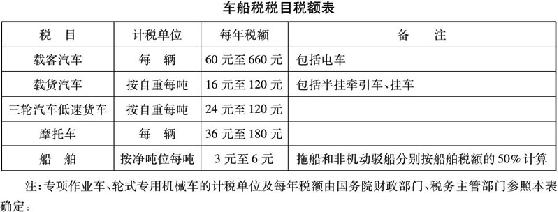 车船税税目税额表
税 目 计税单位 每年税额 备 注
载客汽车 每 辆 60 元至 660 元 包括电车
载货汽车 按自重每吨 16 元至 120 元 包括半挂牵引车、挂车
三轮汽车低速货车 按自重每吨 24 元至 120 元
摩托车 每 辆 36 元至 180 元
船 舶 按净吨位每吨 3 元至 6 元 拖船和非机动驳船分别按船舶税额的 50% 计算
注:专项作业车、轮式专用机械车的计税单位及每年税额由国务院财政部门、税务主管部门参照本表
确定。